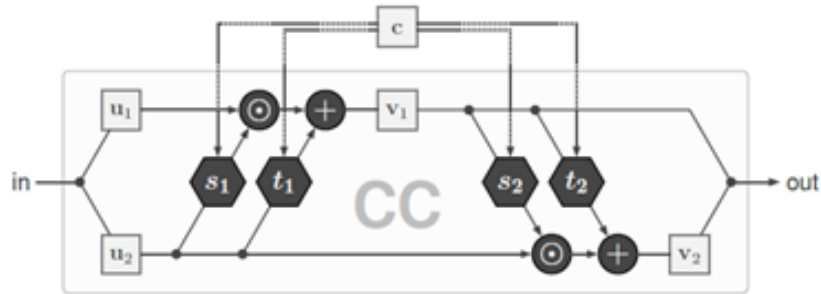 c
u₁ ⊙ + v₁
in s₁ t₁ CC s₂ t₂ out
u₂ ⊙ + v₂